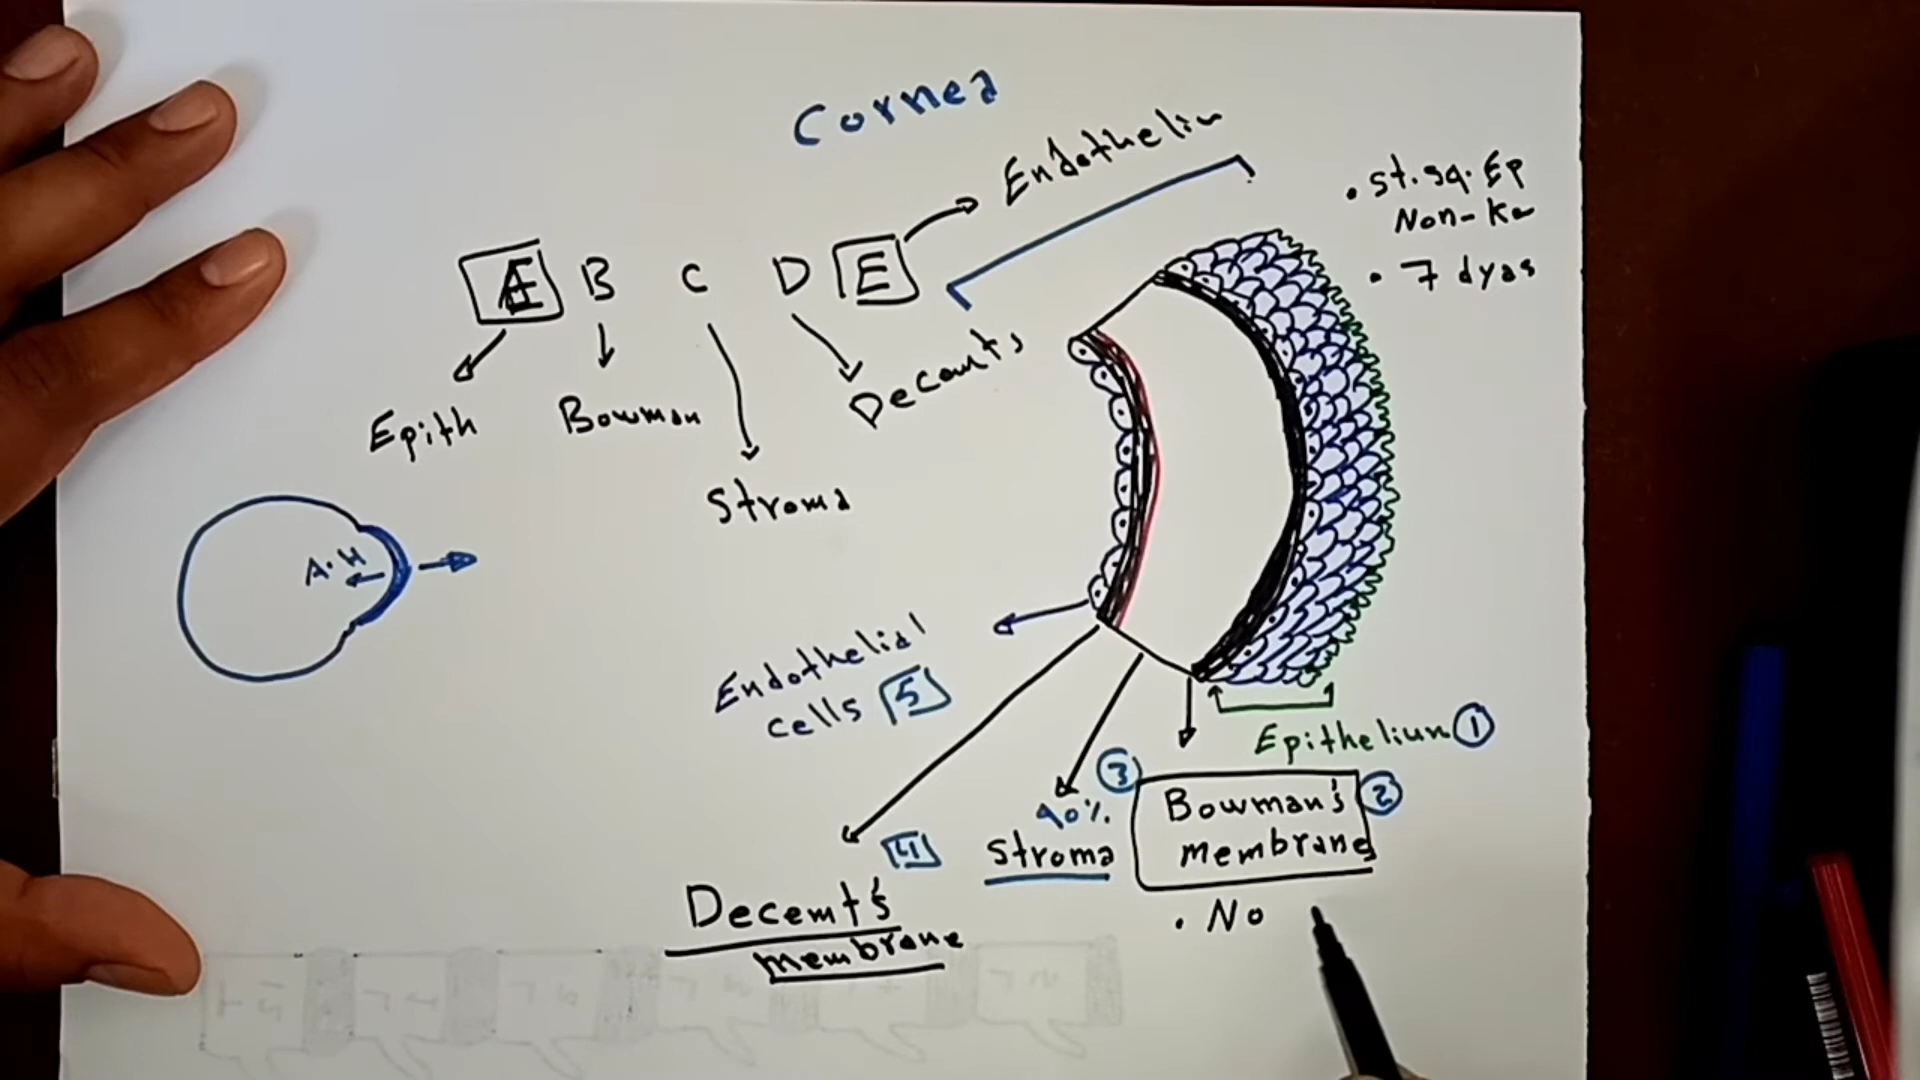 Cornea
Endotheliu
• st. sq. Ep
Non-Ke
• 7 dyas
A B C D E
Epith
Bowman
Decemts
Stroma
A.H
Endothelial
cells 5
Epithelium 1
3
90%
Stroma
Bowman's 2
membrane
4
Decemt's
membrane
• No